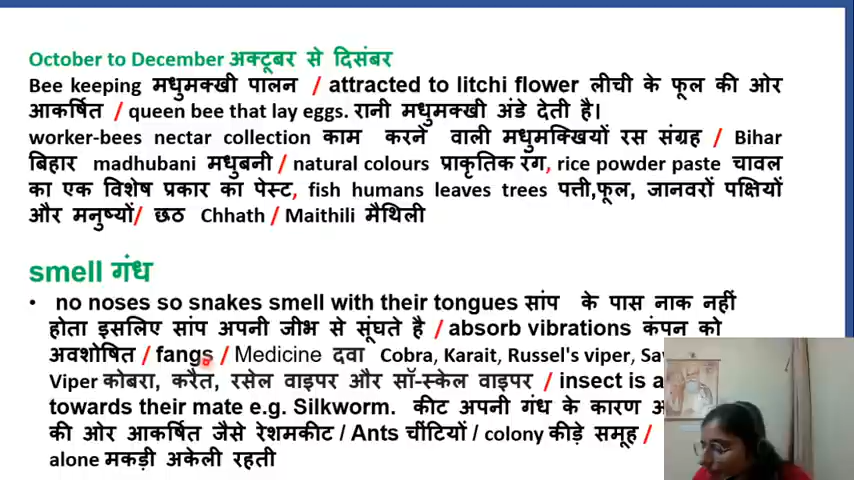 October to December अक्टूबर से दिसंबर
Bee keeping मधुमक्खी पालन / attracted to litchi flower लीची के फूल की ओर
आकर्षित / queen bee that lay eggs. रानी मधुमक्खी अंडे देती है।
worker-bees nectar collection काम करने वाली मधुमक्खियों रस संग्रह / Bihar
बिहार madhubani मधुबनी / natural colours प्राकृतिक रंग, rice powder paste चावल
का एक विशेष प्रकार का पेस्ट, fish humans leaves trees पत्ती,फूल, जानवरों पक्षियों
और मनुष्यों/ छठ Chhath / Maithili मैथिली
smell गंध
• no noses so snakes smell with their tongues सांप के पास नाक नहीं
होता इसलिए सांप अपनी जीभ से सूंघते है / absorb vibrations कंपन को
अवशोषित / fangs / Medicine दवा Cobra, Karait, Russel's viper,
Viper कोबरा, करैत, रसेल वाइपर और सॉ-स्केल वाइपर / insect is
towards their mate e.g. Silkworm. कीट अपनी गंध के कारण
की ओर आकर्षित जैसे रेशमकीट / Ants चींटियों / colony कीड़े समूह /
alone मकड़ी अकेली रहती